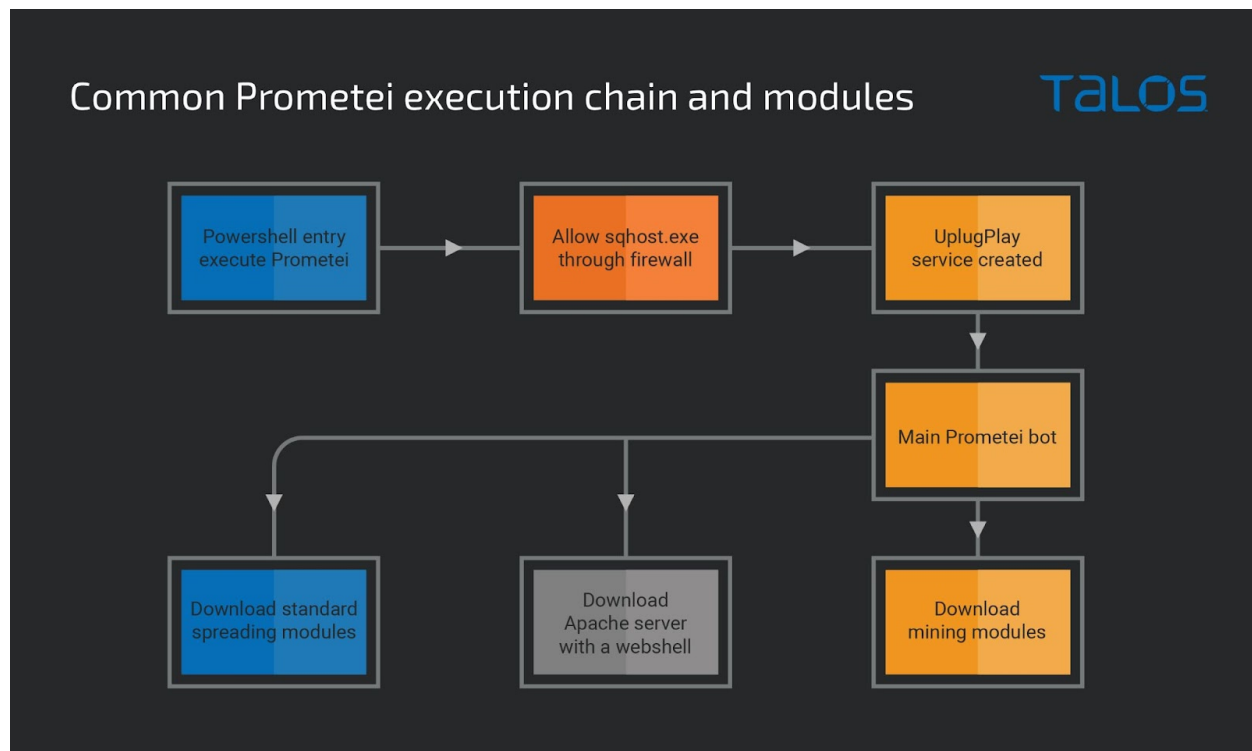 Common Prometei execution chain and modules
TALOS
Powershell entry
execute Prometei
Allow sqhost.exe
through firewall
UplugPlay
service created
Main Prometei bot
Download standard
spreading modules
Download
Apache server
with a webshell
Download
mining modules